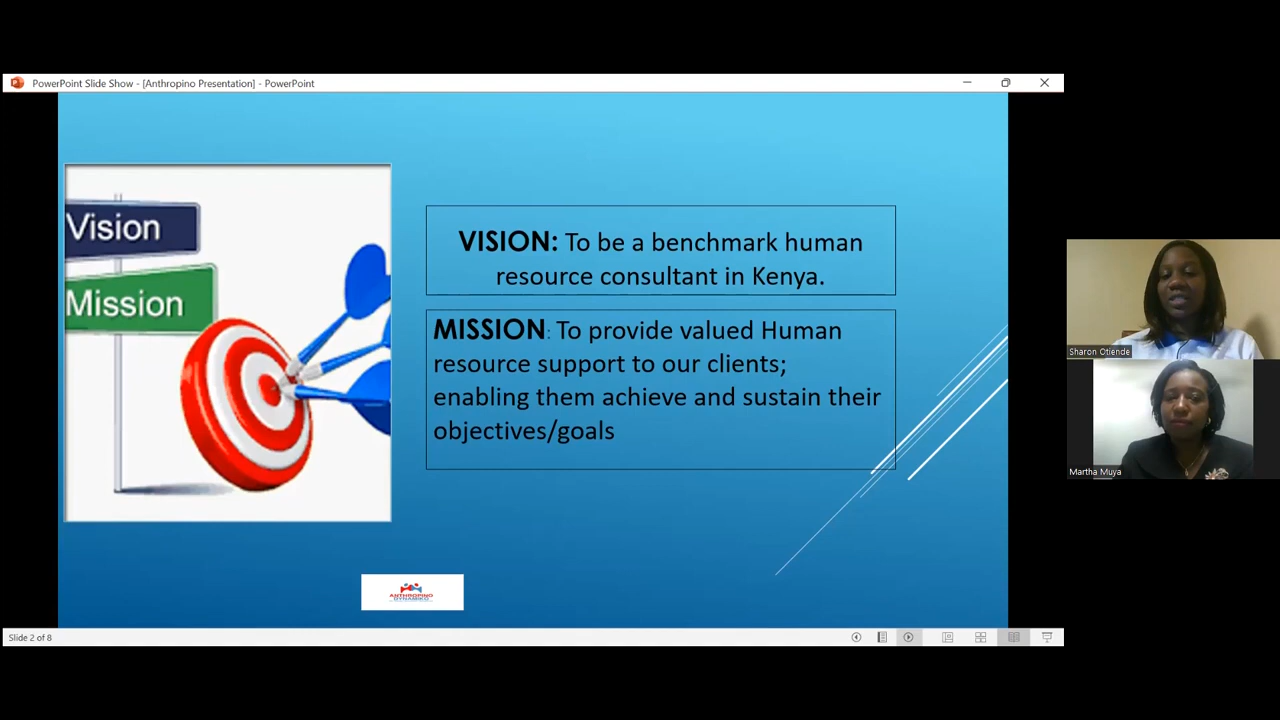 PowerPoint Slide Show - [Anthropino Presentation] - PowerPoint
Vision
Mission
VISION: To be a benchmark human
resource consultant in Kenya.
MISSION: To provide valued Human
resource support to our clients;
enabling them achieve and sustain their
objectives/goals
ANTHROPINO
DYNAMIKO
Sharon Otiende
Martha Muya
Slide 2 of 8